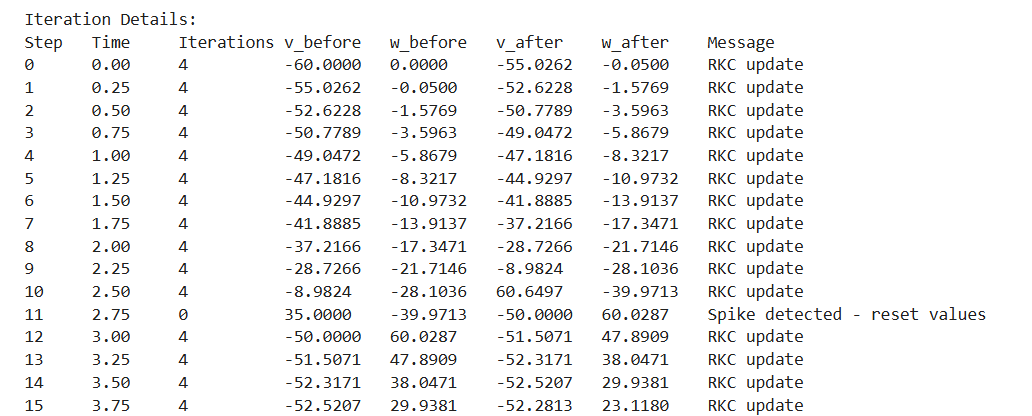 Iteration Details:
Step Time Iterations v_before w_before v_after w_after Message
0 0.00 4 -60.0000 0.0000 -55.0262 -0.0500 RKC update
1 0.25 4 -55.0262 -0.0500 -52.6228 -1.5769 RKC update
2 0.50 4 -52.6228 -1.5769 -50.7789 -3.5963 RKC update
3 0.75 4 -50.7789 -3.5963 -49.0472 -5.8679 RKC update
4 1.00 4 -49.0472 -5.8679 -47.1816 -8.3217 RKC update
5 1.25 4 -47.1816 -8.3217 -44.9297 -10.9732 RKC update
6 1.50 4 -44.9297 -10.9732 -41.8885 -13.9137 RKC update
7 1.75 4 -41.8885 -13.9137 -37.2166 -17.3471 RKC update
8 2.00 4 -37.2166 -17.3471 -28.7266 -21.7146 RKC update
9 2.25 4 -28.7266 -21.7146 -8.9824 -28.1036 RKC update
10 2.50 4 -8.9824 -28.1036 60.6497 -39.9713 RKC update
11 2.75 0 35.0000 -39.9713 -50.0000 60.0287 Spike detected - reset values
12 3.00 4 -50.0000 60.0287 -51.5071 47.8909 RKC update
13 3.25 4 -51.5071 47.8909 -52.3171 38.0471 RKC update
14 3.50 4 -52.3171 38.0471 -52.5207 29.9381 RKC update
15 3.75 4 -52.5207 29.9381 -52.2813 23.1180 RKC update